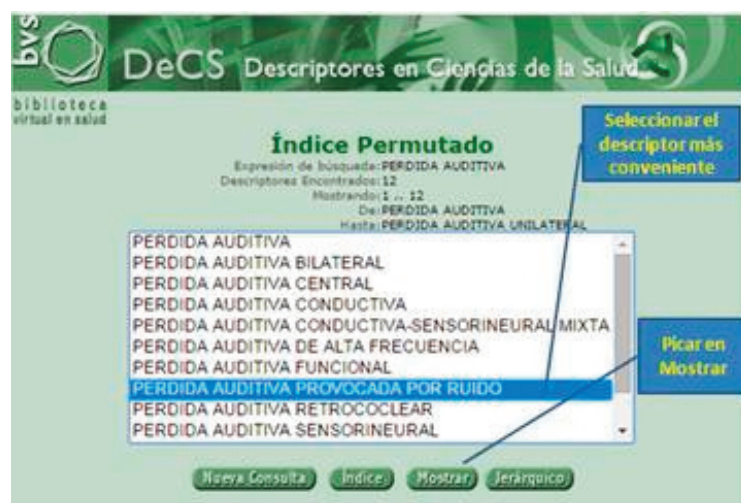 bvs
DeCS Descriptores en Ciencias de la Salud
biblioteca
virtual en salud
Seleccionar el
descriptor más
conveniente
Índice Permutado
Expresión de búsqueda:PERDIDA AUDITIVA
Descriptores Encontrados:12
Mostrando:1 .. 12
De:PERDIDA AUDITIVA
Hasta:PERDIDA AUDITIVA UNILATERAL
PERDIDA AUDITIVA
PERDIDA AUDITIVA BILATERAL
PERDIDA AUDITIVA CENTRAL
PERDIDA AUDITIVA CONDUCTIVA
PERDIDA AUDITIVA CONDUCTIVA-SENSORINEURAL MIXTA
PERDIDA AUDITIVA DE ALTA FRECUENCIA
PERDIDA AUDITIVA FUNCIONAL
PERDIDA AUDITIVA PROVOCADA POR RUIDO
PERDIDA AUDITIVA RETROCOCLEAR
PERDIDA AUDITIVA SENSORINEURAL
Picar en
Mostrar
Nueva Consulta Índice Mostrar Jerárquico